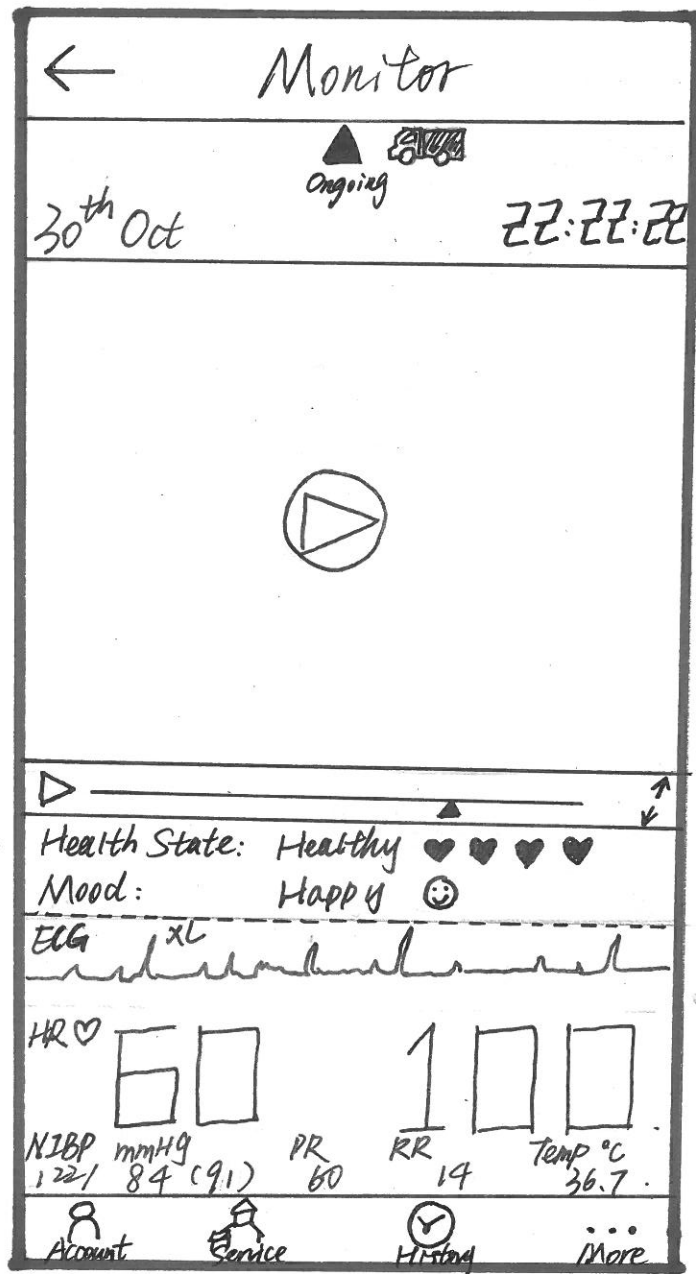 Monitor
Ongoing
30th Oct
22:22:22
Health State: Healthy
Mood: Happy
ECG XL
HR 60 100
NIBP mmHg PR RR Temp °C
122/ 84 (91) 60 14 36.7
Account Service History More